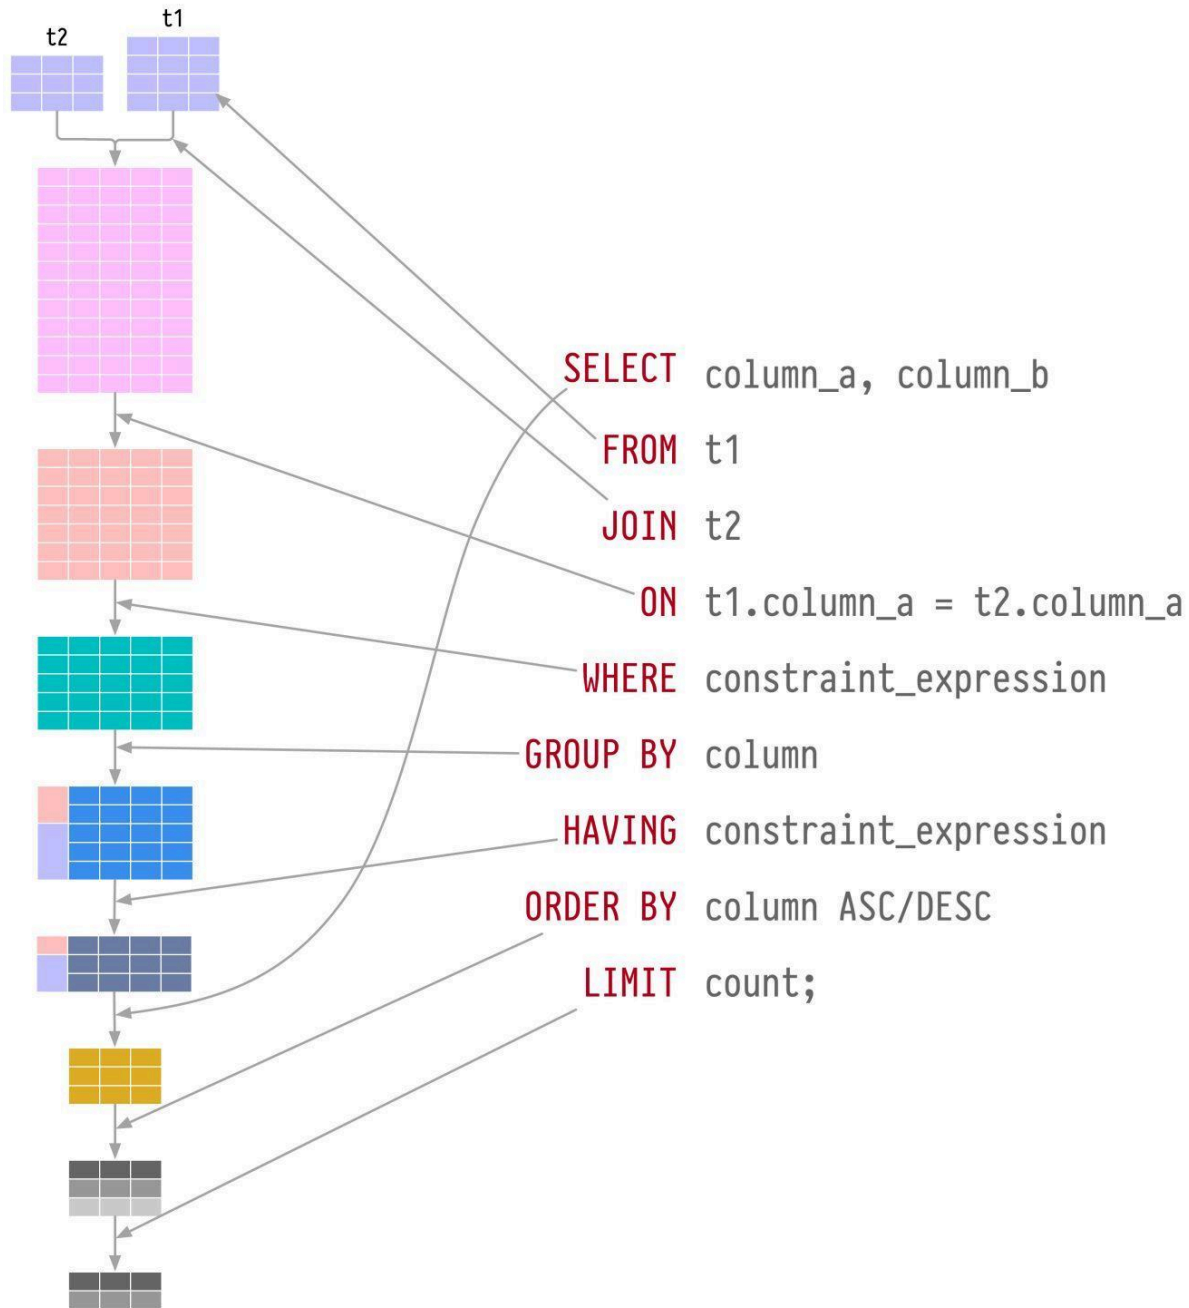 t1
t2
SELECT column_a, column_b
FROM t1
JOIN t2
ON t1.column_a = t2.column_a
WHERE constraint_expression
GROUP BY column
HAVING constraint_expression
ORDER BY column ASC/DESC
LIMIT count;